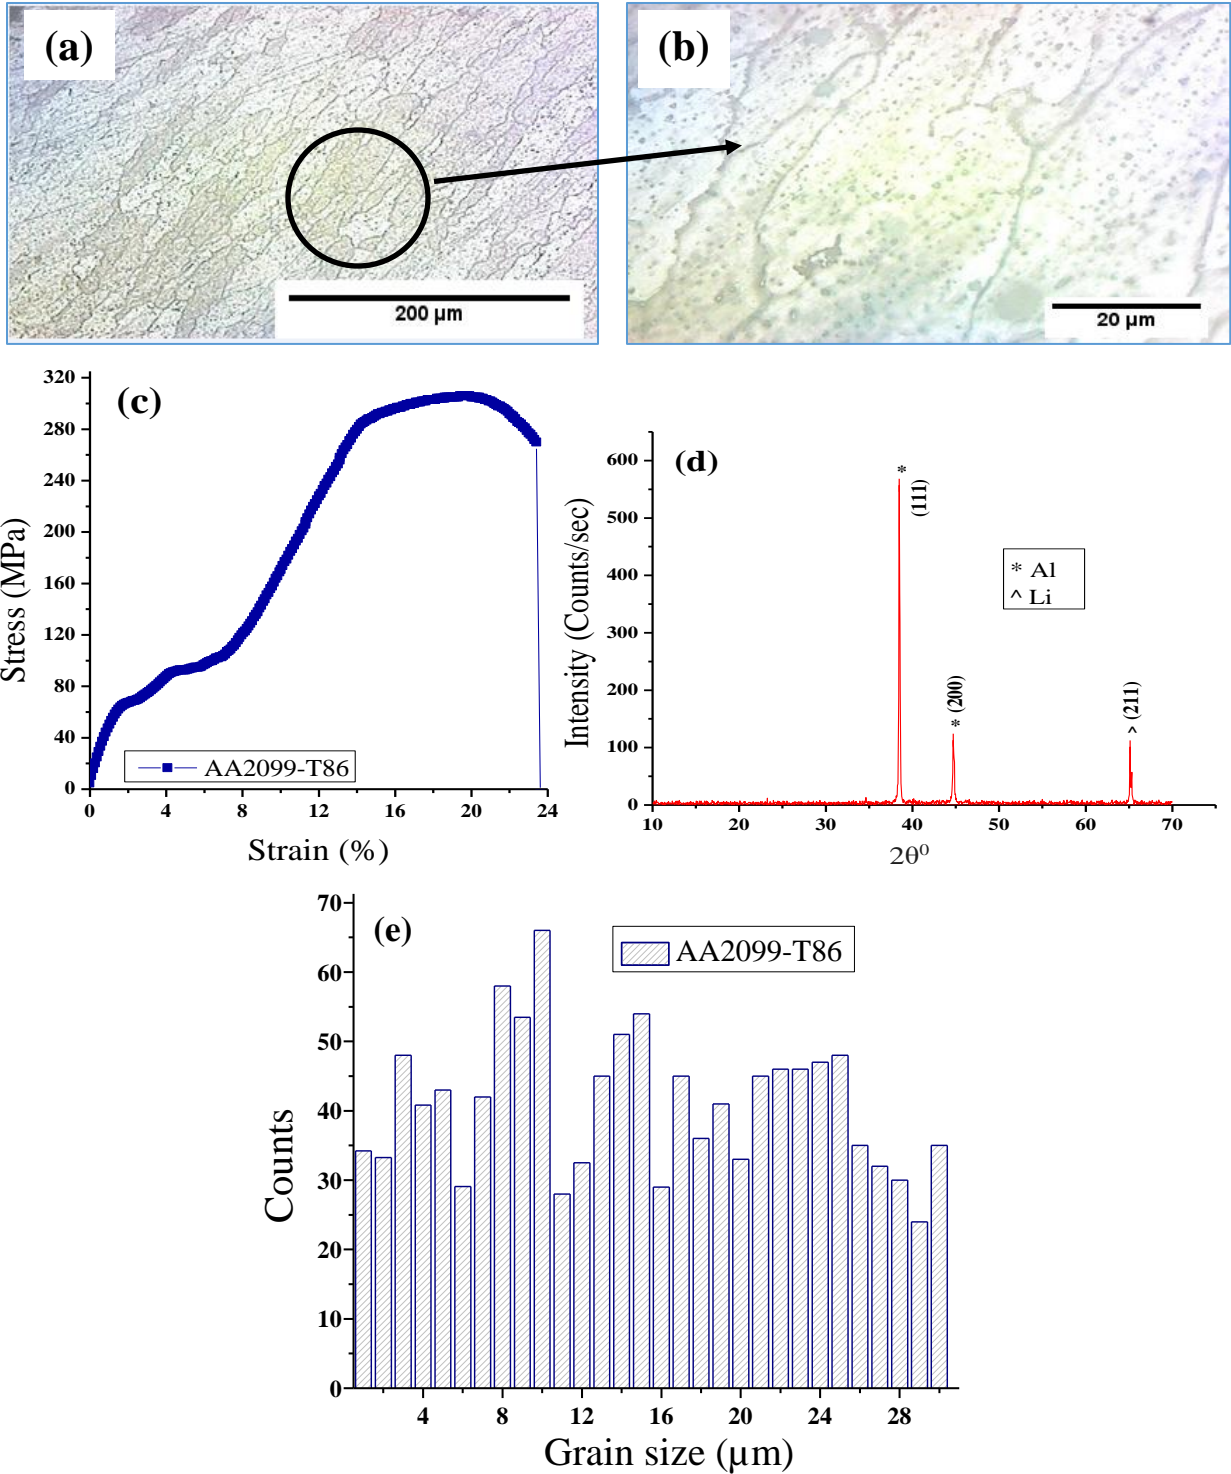 (a)
200 µm
(b)
20 µm
(c)
Stress (MPa)
320
280
240
200
160
120
80
40
0
0 4 8 12 16 20 24
Strain (%)
AA2099-T86
(d)
Intensity (Counts/sec)
600
500
400
300
200
100
0
10 20 30 40 50 60 70
2θ⁰
* (111)
* (200)
^ (211)
* Al
^ Li
(e)
Counts
70
60
50
40
30
20
10
0
4 8 12 16 20 24 28
Grain size (µm)
AA2099-T86